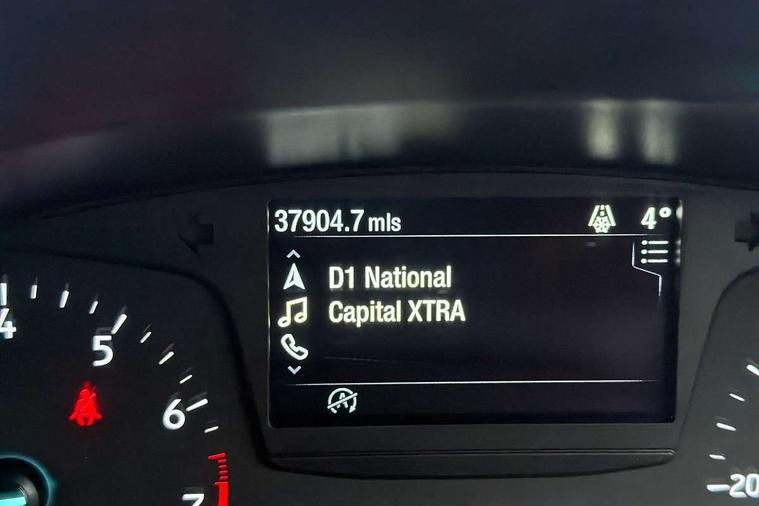 37904.7 mls 4°
D1 National
Capital XTRA
4
5
6
7
-20